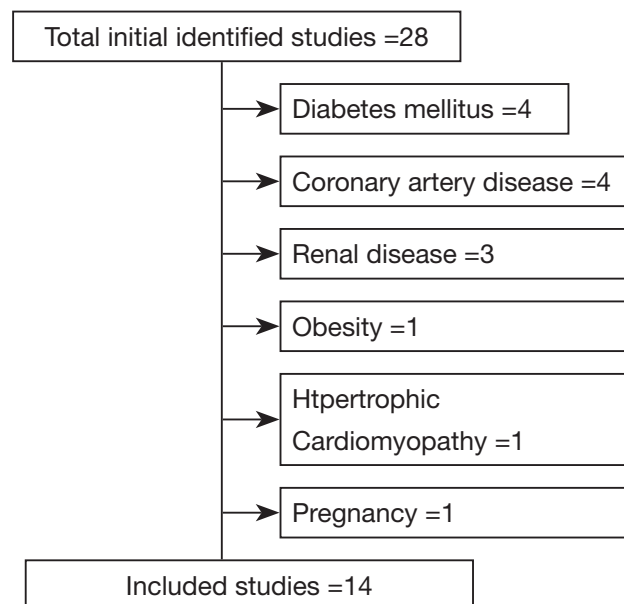 Total initial identified studies =28
Diabetes mellitus =4
Coronary artery disease =4
Renal disease =3
Obesity =1
Htpertrophic
Cardiomyopathy =1
Pregnancy =1
Included studies =14